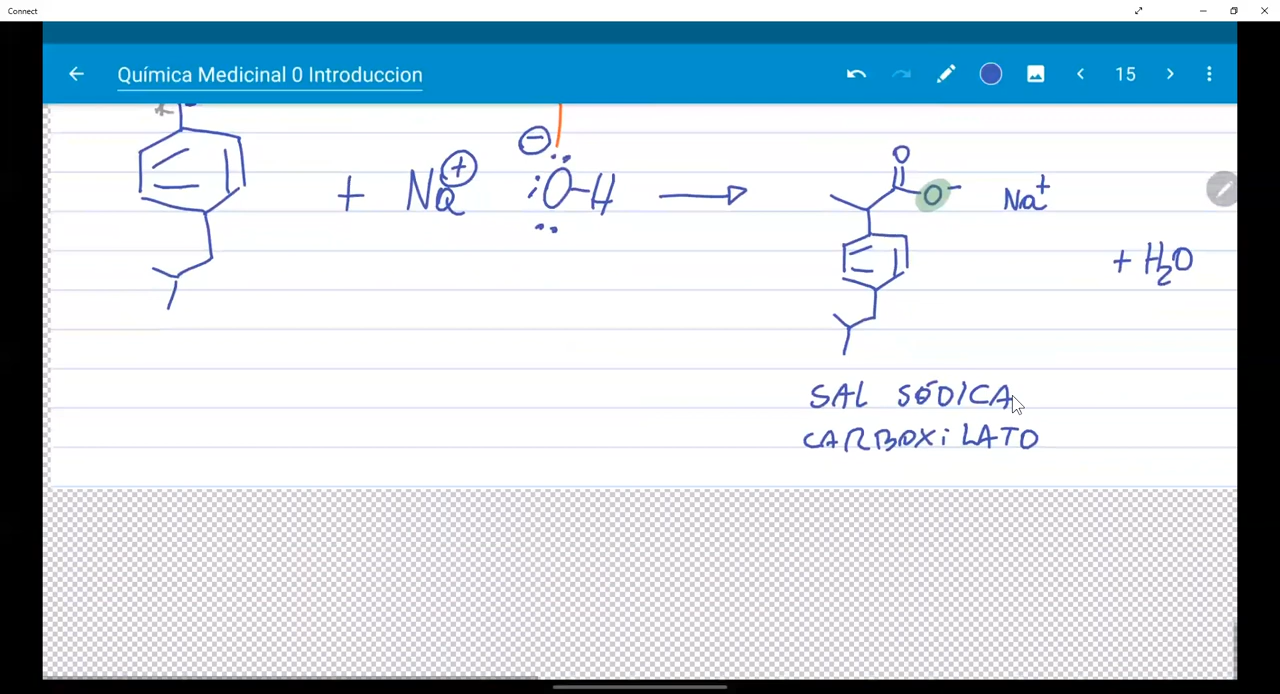 Connect
Química Medicinal 0 Introduccion
15
+ Na⊕ ⊖ :O-H → O O⁻ Na⁺
+ H₂O
SAL SÓDICA
CARBOXiLATO